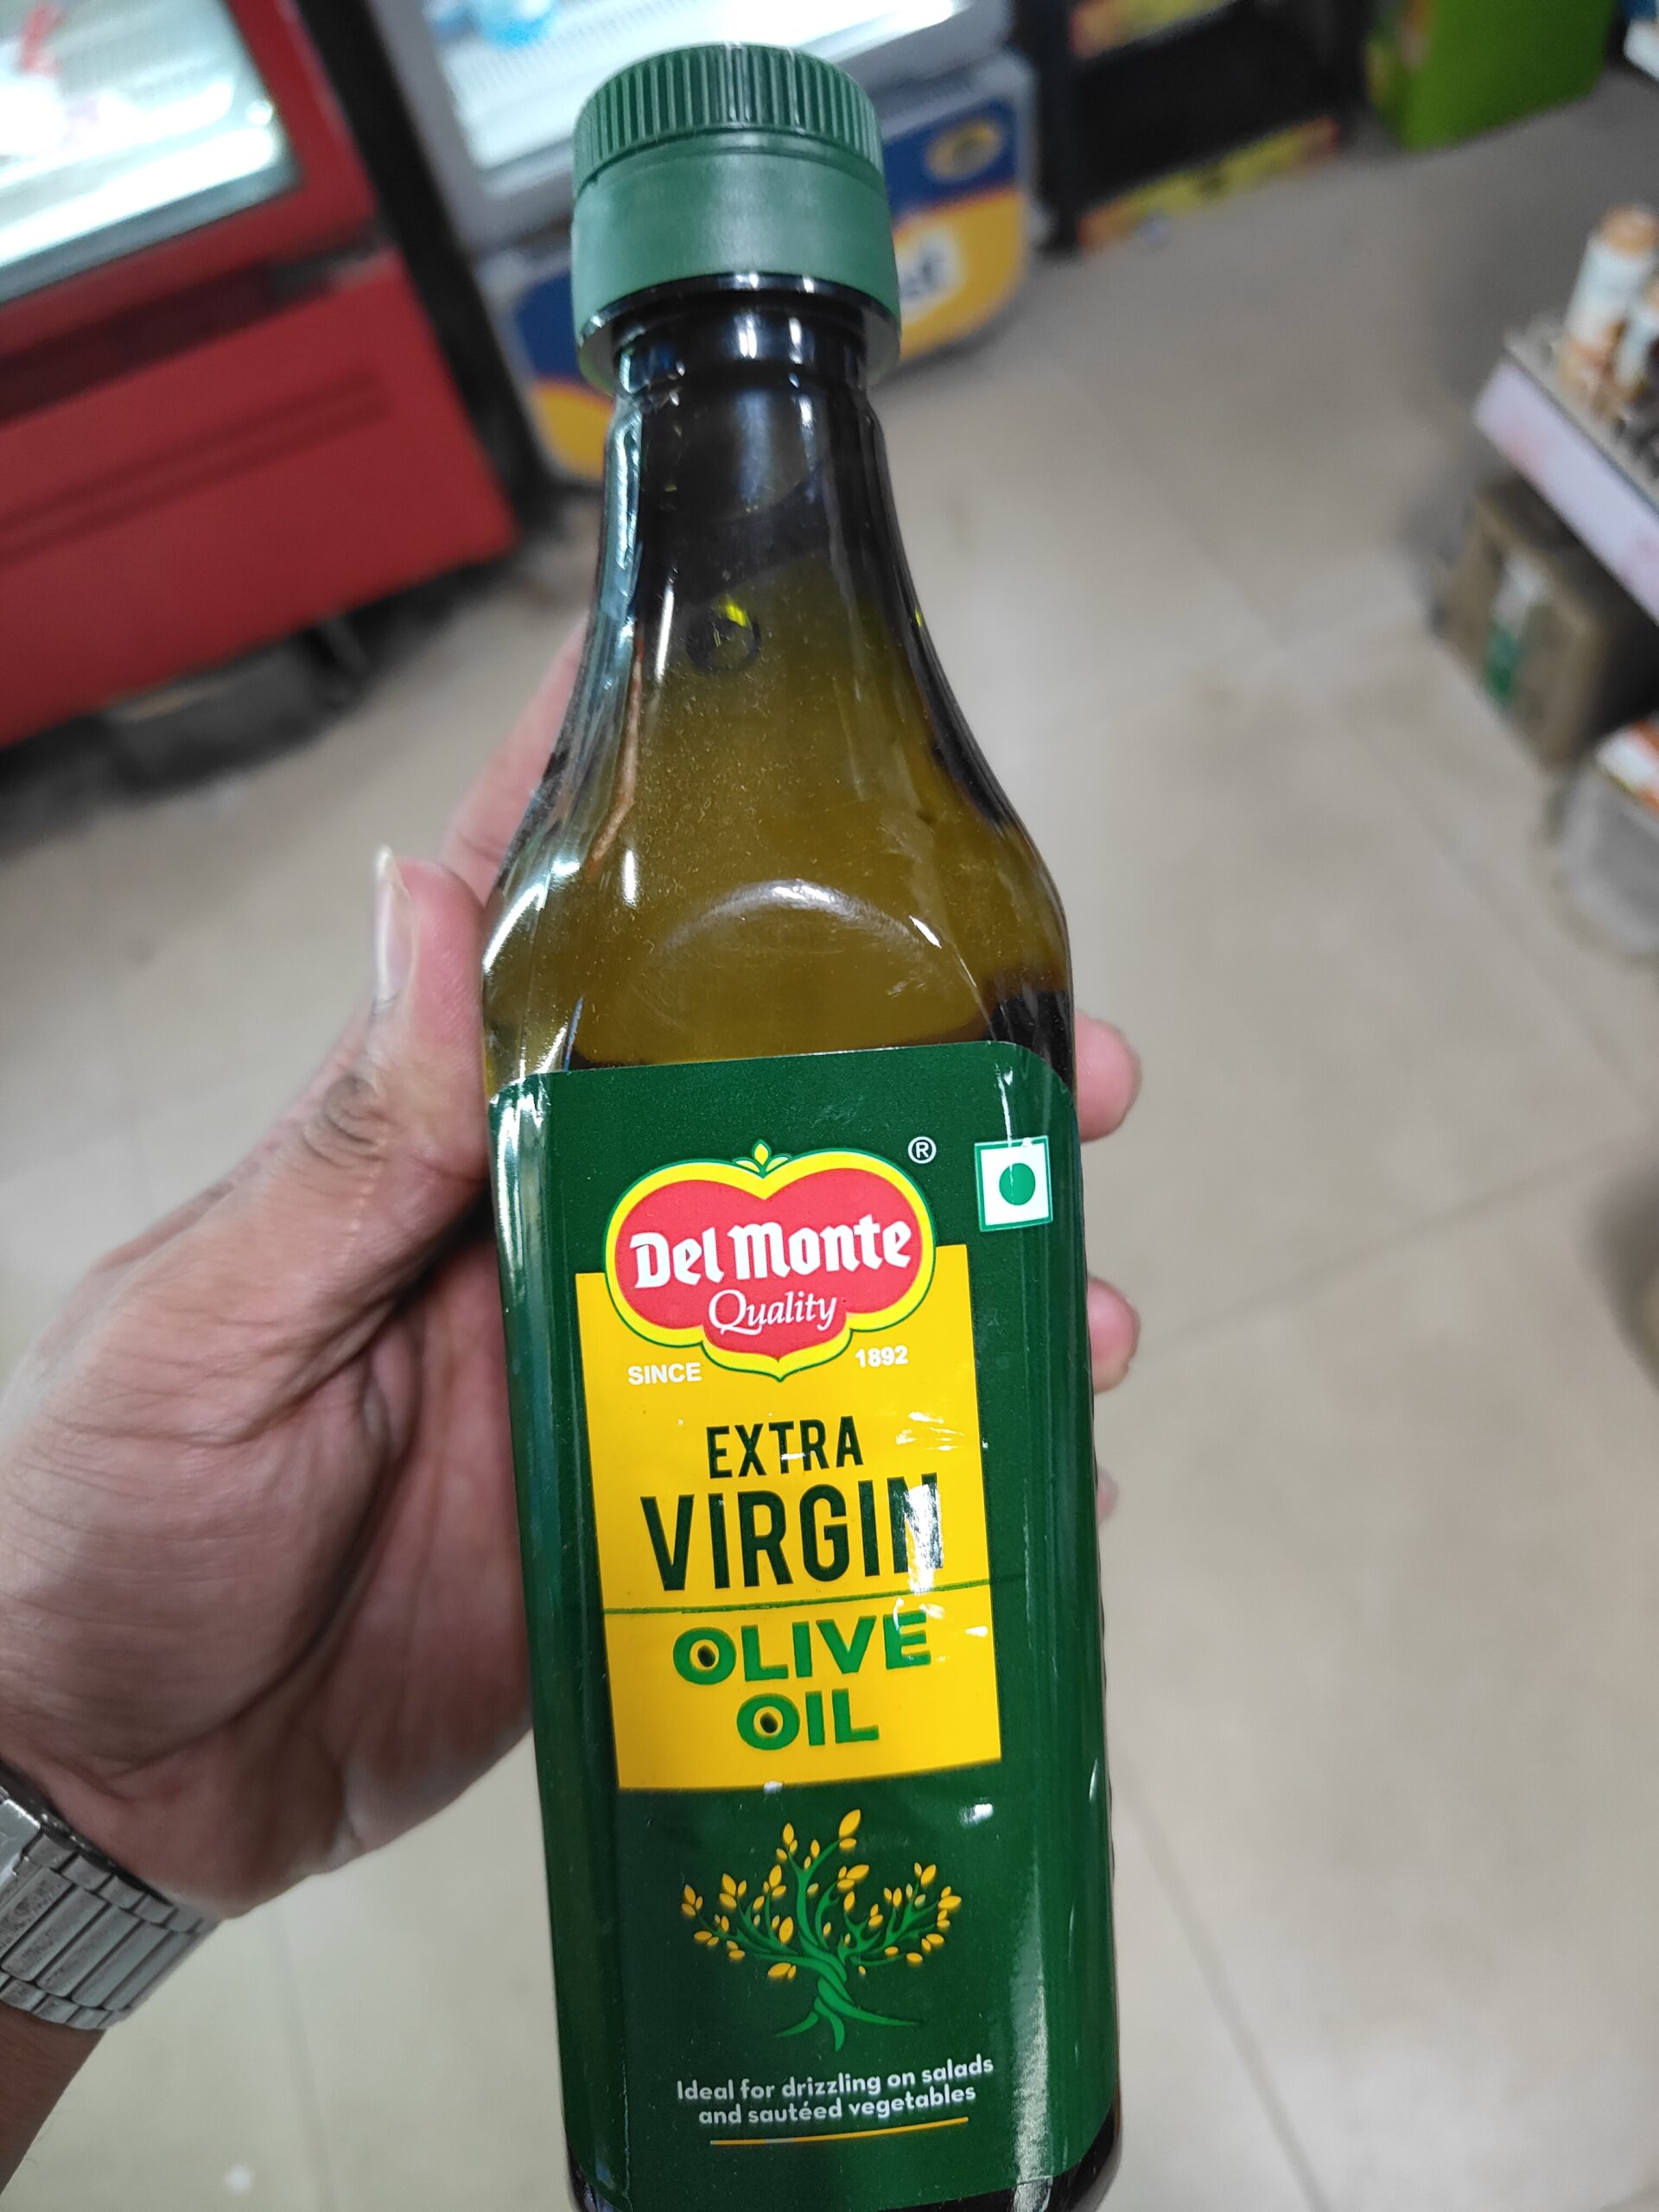 Del Monte
®
Quality
SINCE 1892
EXTRA
VIRGIN
OLIVE
OIL
Ideal for drizzling on salads
and sautéed vegetables